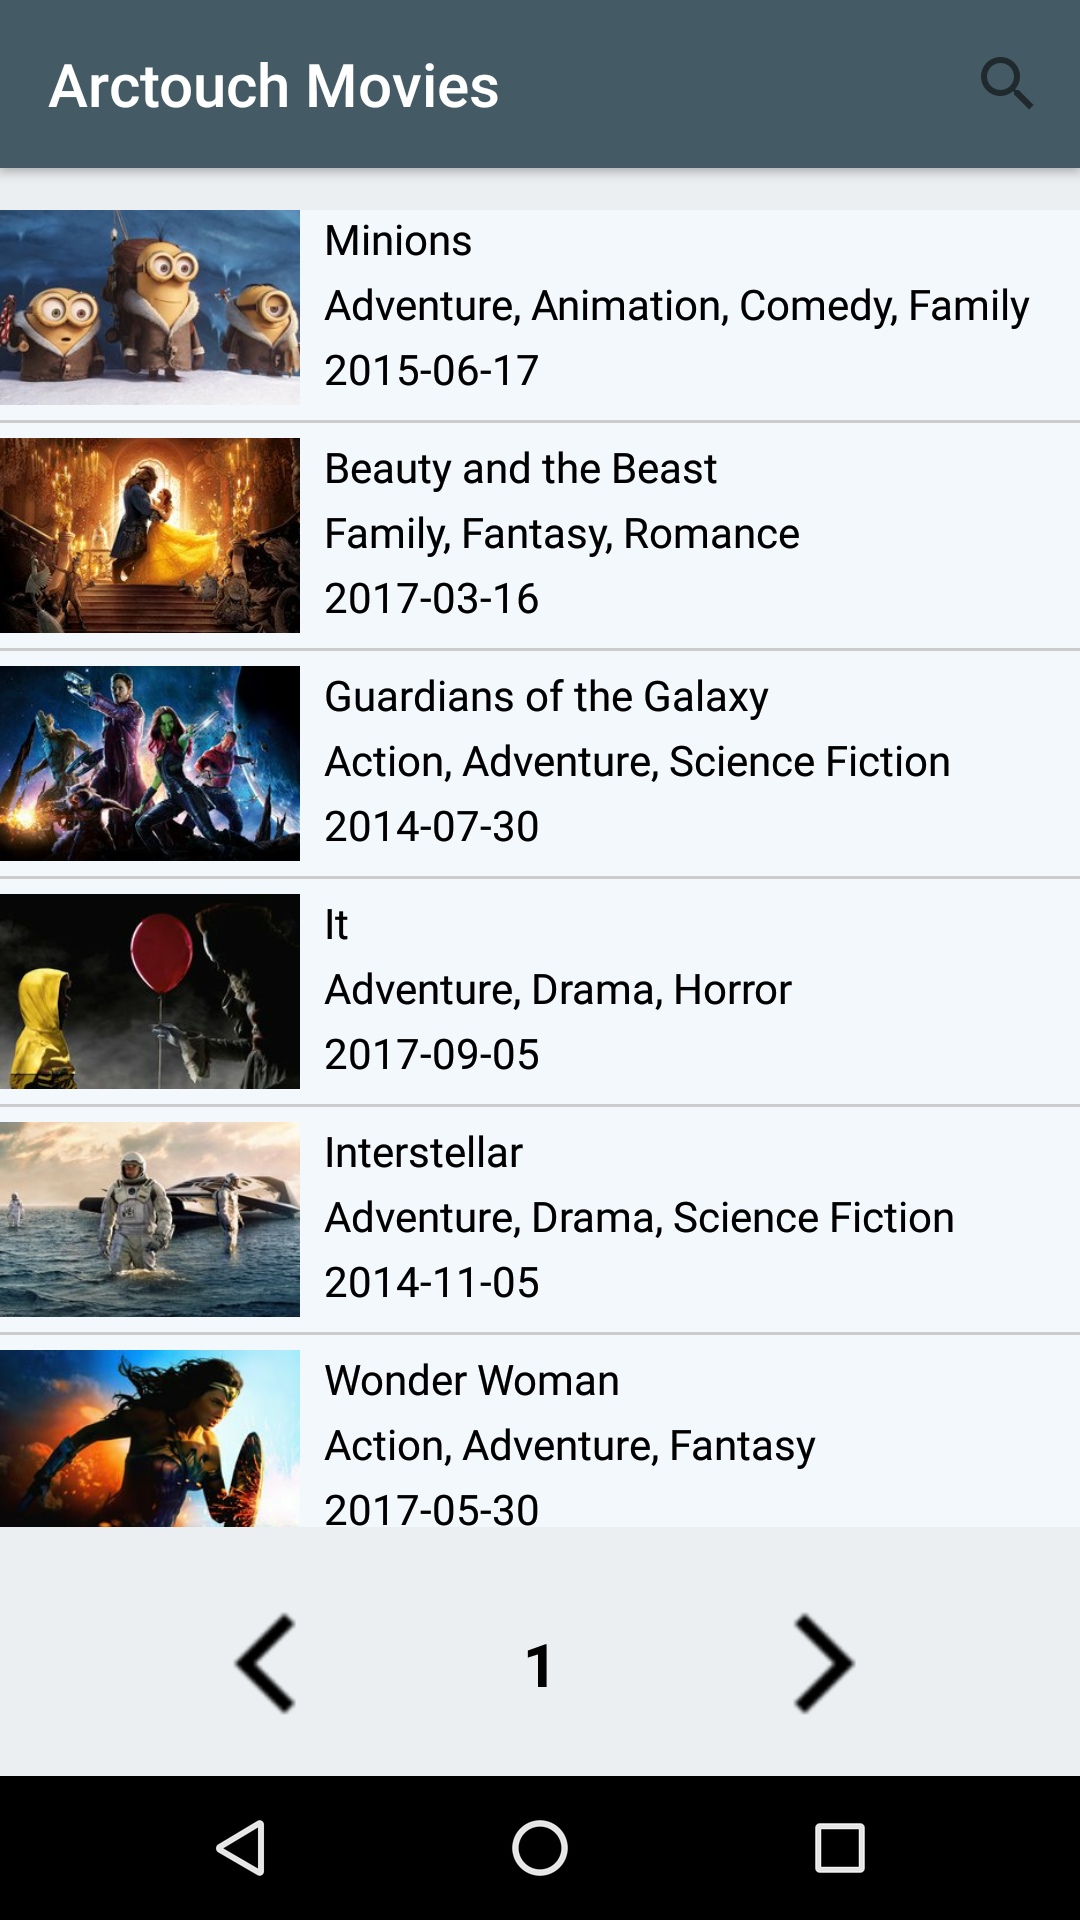 Arctouch Movies
Minions
Adventure, Animation, Comedy, Family
2015-06-17
Beauty and the Beast
Family, Fantasy, Romance
2017-03-16
Guardians of the Galaxy
Action, Adventure, Science Fiction
2014-07-30
It
Adventure, Drama, Horror
2017-09-05
Interstellar
Adventure, Drama, Science Fiction
2014-11-05
Wonder Woman
Action, Adventure, Fantasy
2017-05-30
1